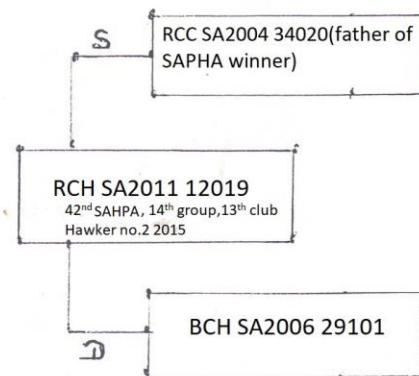 S
RCC SA2004 34020(father of
SAPHA winner)
RCH SA2011 12019
42nd SAHPA, 14th group,13th club
Hawker no.2 2015
D
BCH SA2006 29101